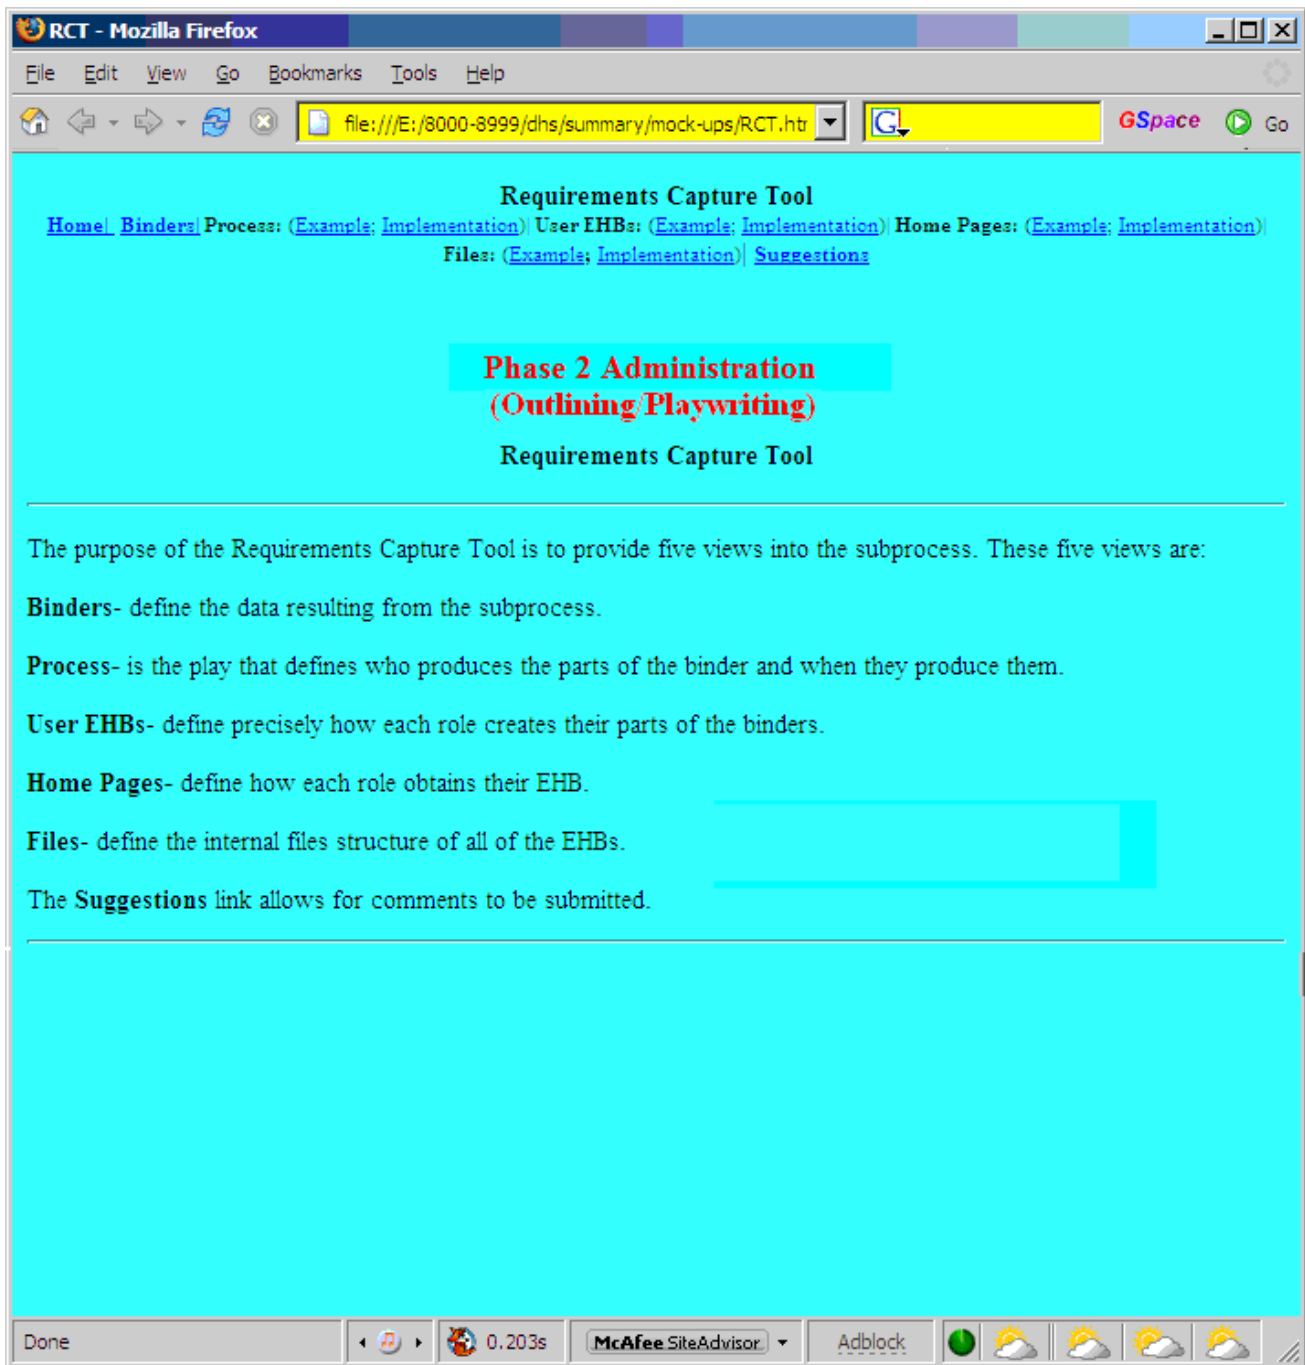 RCT - Mozilla Firefox
File Edit View Go Bookmarks Tools Help
file:///E:/8000-8999/dhs/summary/mock-ups/RCT.htr G GSpace Go
Requirements Capture Tool
Home| Binders| Process: (Example; Implementation)| User EHBs: (Example; Implementation)| Home Pages: (Example; Implementation)|
Files: (Example; Implementation)| Suggestions
Phase 2 Administration
(Outlining/Playwriting)
Requirements Capture Tool
The purpose of the Requirements Capture Tool is to provide five views into the subprocess. These five views are:
Binders- define the data resulting from the subprocess.
Process- is the play that defines who produces the parts of the binder and when they produce them.
User EHBs- define precisely how each role creates their parts of the binders.
Home Pages- define how each role obtains their EHB.
Files- define the internal files structure of all of the EHBs.
The Suggestions link allows for comments to be submitted.
Done 0.203s McAfee SiteAdvisor Adblock